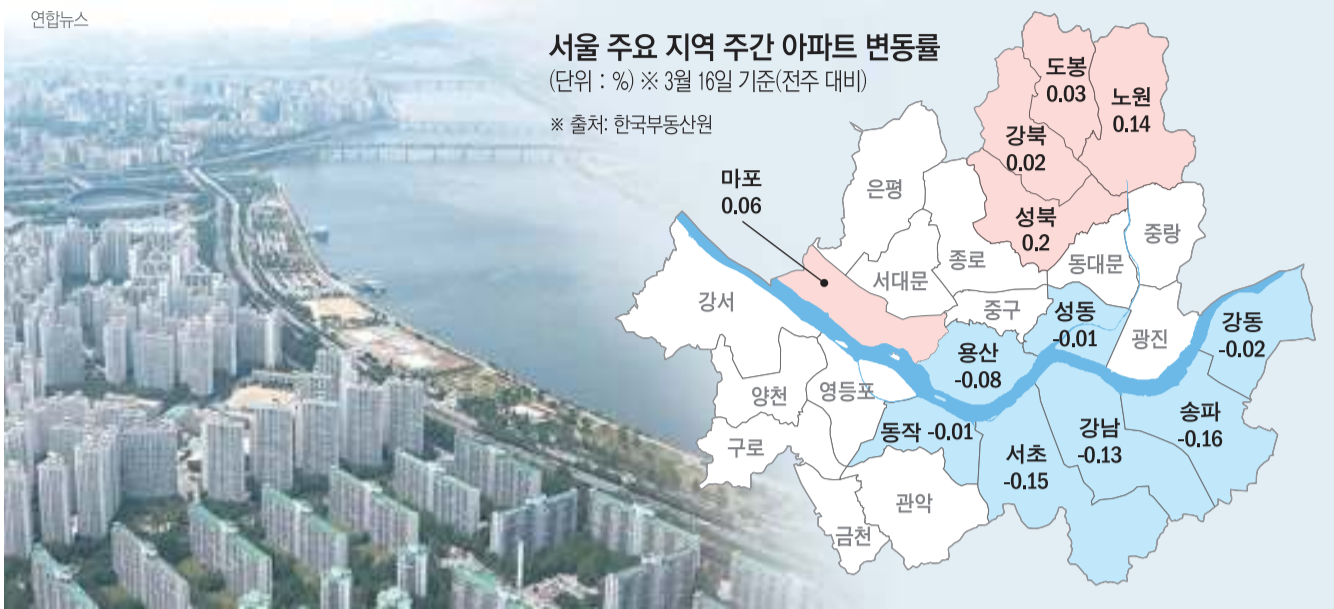 연합뉴스
서울 주요 지역 주간 아파트 변동률
(단위 : %) ※ 3월 16일 기준(전주 대비)
※ 출처: 한국부동산원
도봉
0.03
노원
0.14
강북
0.02
성북
0.2
마포
0.06
은평
중랑
종로
동대문
서대문
강서
중구
성동
-0.01
광진
강동
-0.02
용산
-0.08
양천
영등포
동작 -0.01
서초
-0.15
강남
-0.13
송파
-0.16
구로
관악
금천